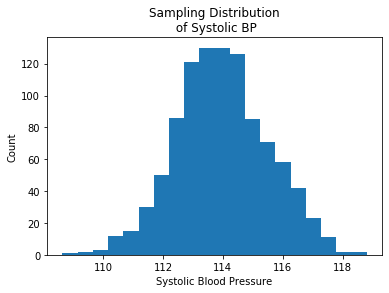 Sampling Distribution
of Systolic BP
Count
120
100
80
60
40
20
0
110 112 114 116 118
Systolic Blood Pressure